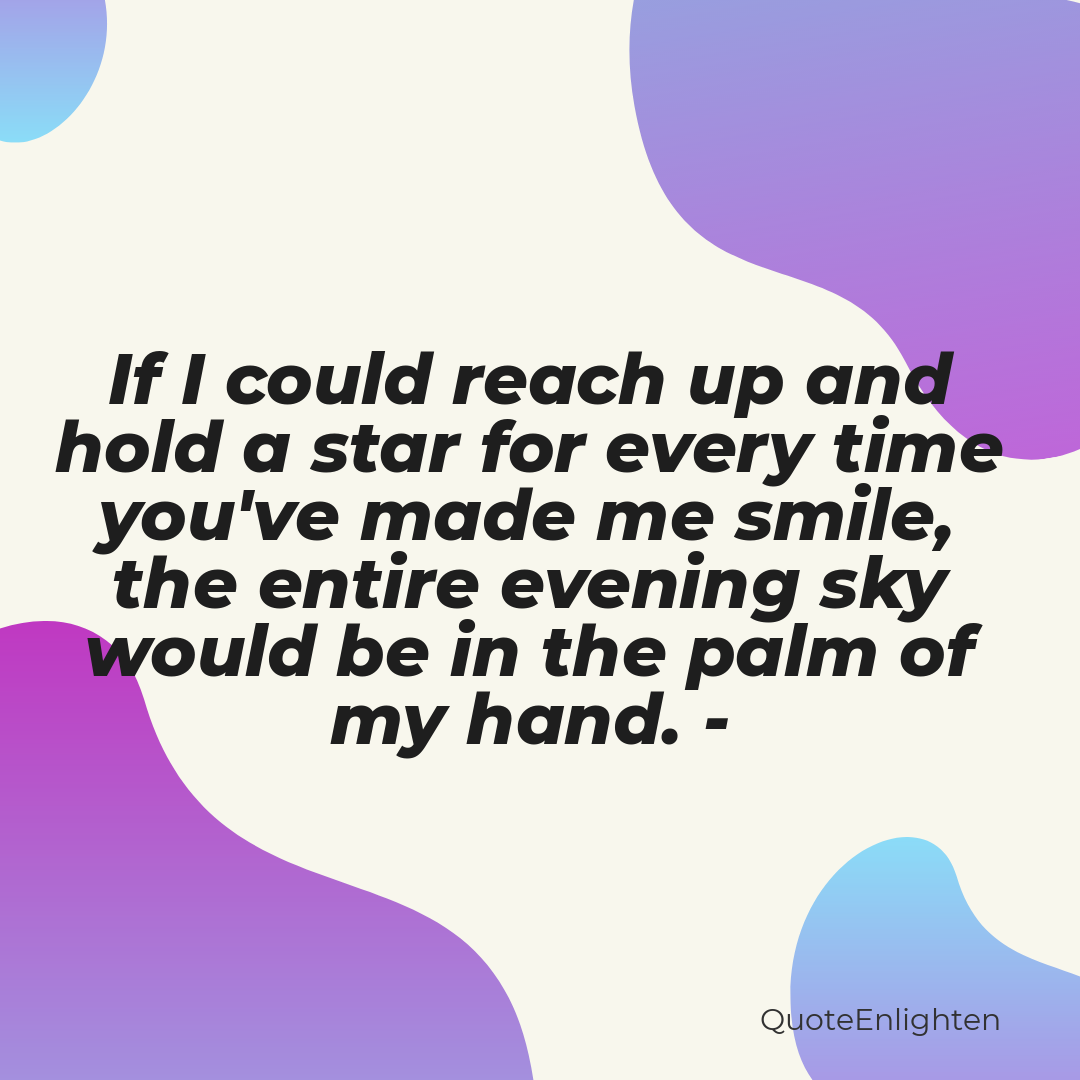 If I could reach up and
hold a star for every time
you've made me smile,
the entire evening sky
would be in the palm of
my hand. -
QuoteEnlighten